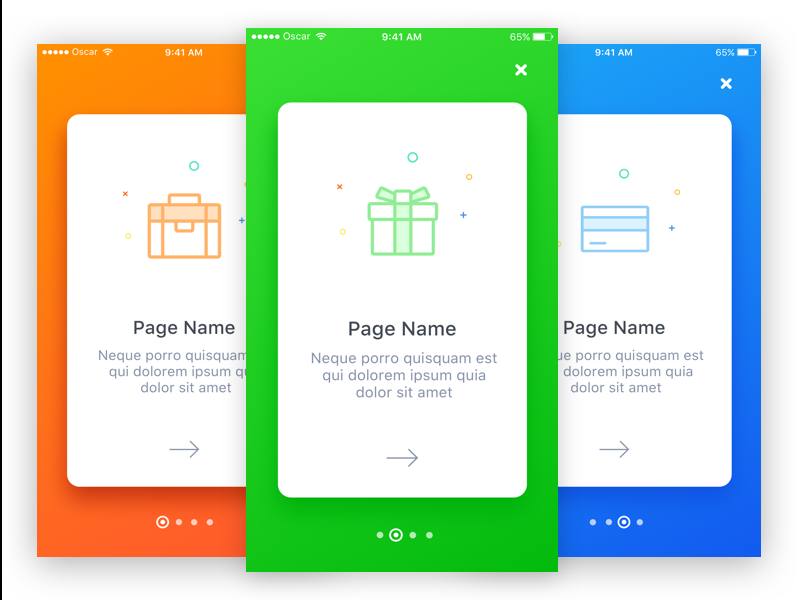 Oscar
9:41 AM
Page Name
Neque porro quisquam
qui dolorem ipsum
dolor sit amet
Oscar
9:41 AM
65%
Page Name
Neque porro quisquam est
qui dolorem ipsum quia
dolor sit amet
9:41 AM
65%
Page Name
porro quisquam est
dolorem ipsum quia
dolor sit amet